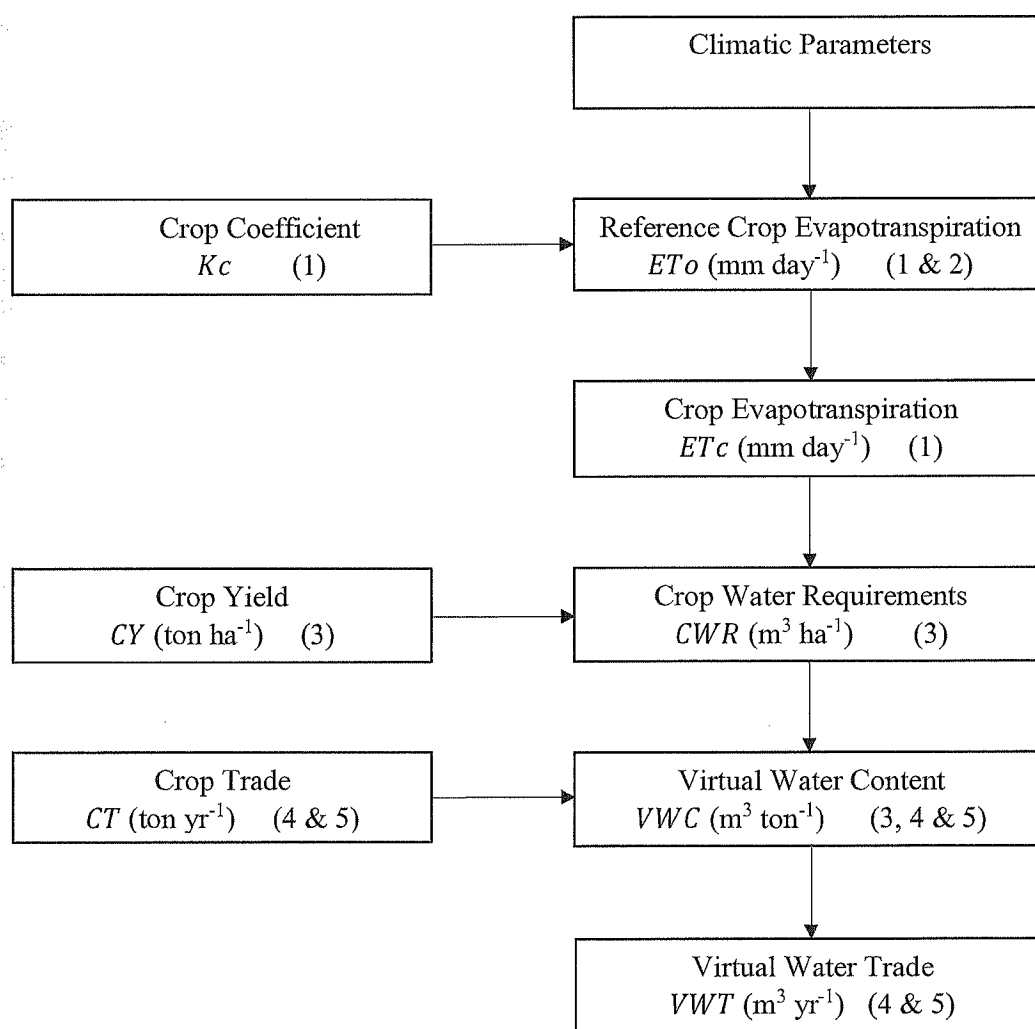 Climatic Parameters
Crop Coefficient
Kc (1)
Reference Crop Evapotranspiration
ETo (mm day⁻¹) (1 & 2)
Crop Evapotranspiration
ETc (mm day⁻¹) (1)
Crop Yield
CY (ton ha⁻¹) (3)
Crop Water Requirements
CWR (m³ ha⁻¹) (3)
Crop Trade
CT (ton yr⁻¹) (4 & 5)
Virtual Water Content
VWC (m³ ton⁻¹) (3, 4 & 5)
Virtual Water Trade
VWT (m³ yr⁻¹) (4 & 5)